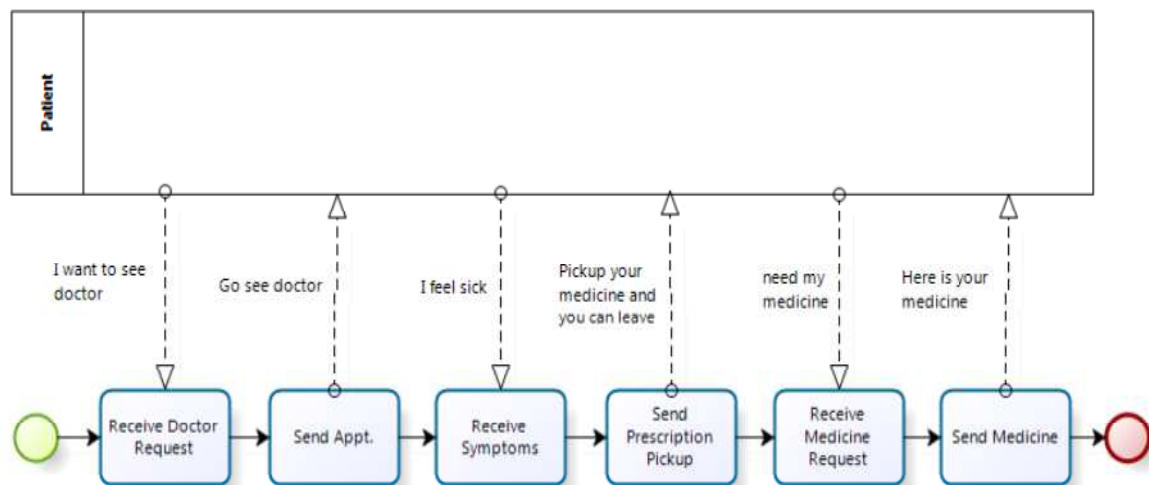 Patient
I want to see
doctor
Go see doctor
I feel sick
Pickup your
medicine and
you can leave
need my
medicine
Here is your
medicine
Receive Doctor
Request
Send Appt.
Receive
Symptoms
Send
Prescription
Pickup
Receive
Medicine
Request
Send Medicine